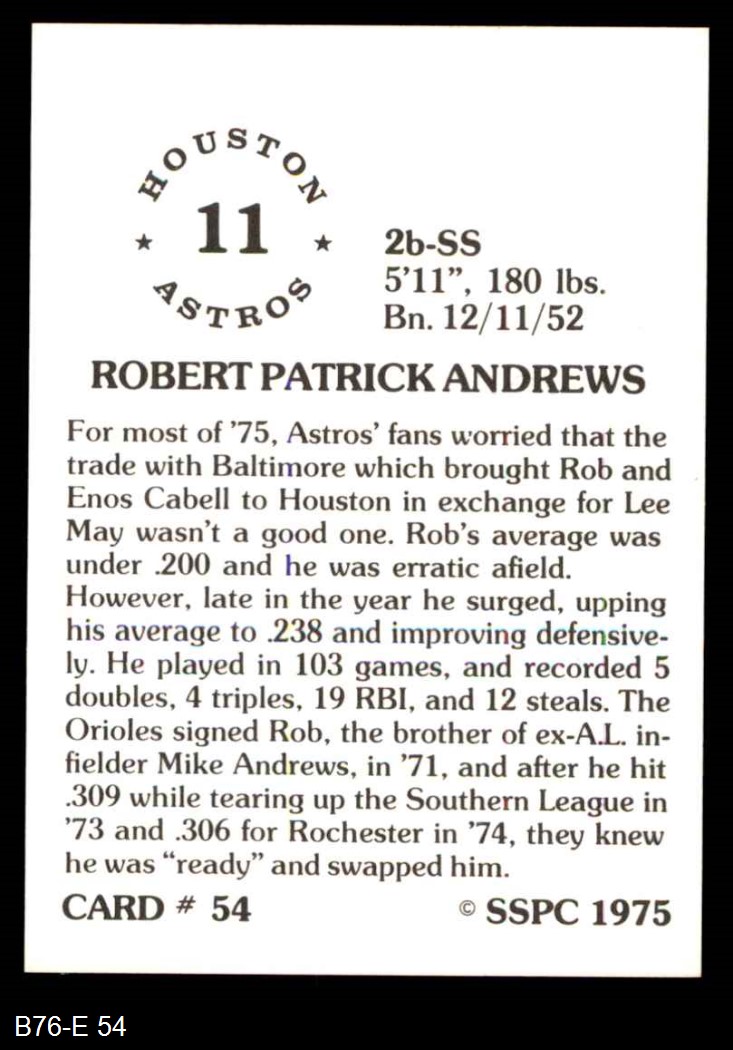 HOUSTON
11
★ ★
ASTROS
2b-SS
5'11", 180 lbs.
Bn. 12/11/52
ROBERT PATRICK ANDREWS
For most of '75, Astros' fans worried that the
trade with Baltimore which brought Rob and
Enos Cabell to Houston in exchange for Lee
May wasn't a good one. Rob's average was
under .200 and he was erratic afield.
However, late in the year he surged, upping
his average to .238 and improving defensive-
ly. He played in 103 games, and recorded 5
doubles, 4 triples, 19 RBI, and 12 steals. The
Orioles signed Rob, the brother of ex-A.L. in-
fielder Mike Andrews, in '71, and after he hit
.309 while tearing up the Southern League in
'73 and .306 for Rochester in '74, they knew
he was “ready” and swapped him.
CARD # 54 © SSPC 1975
B76-E 54